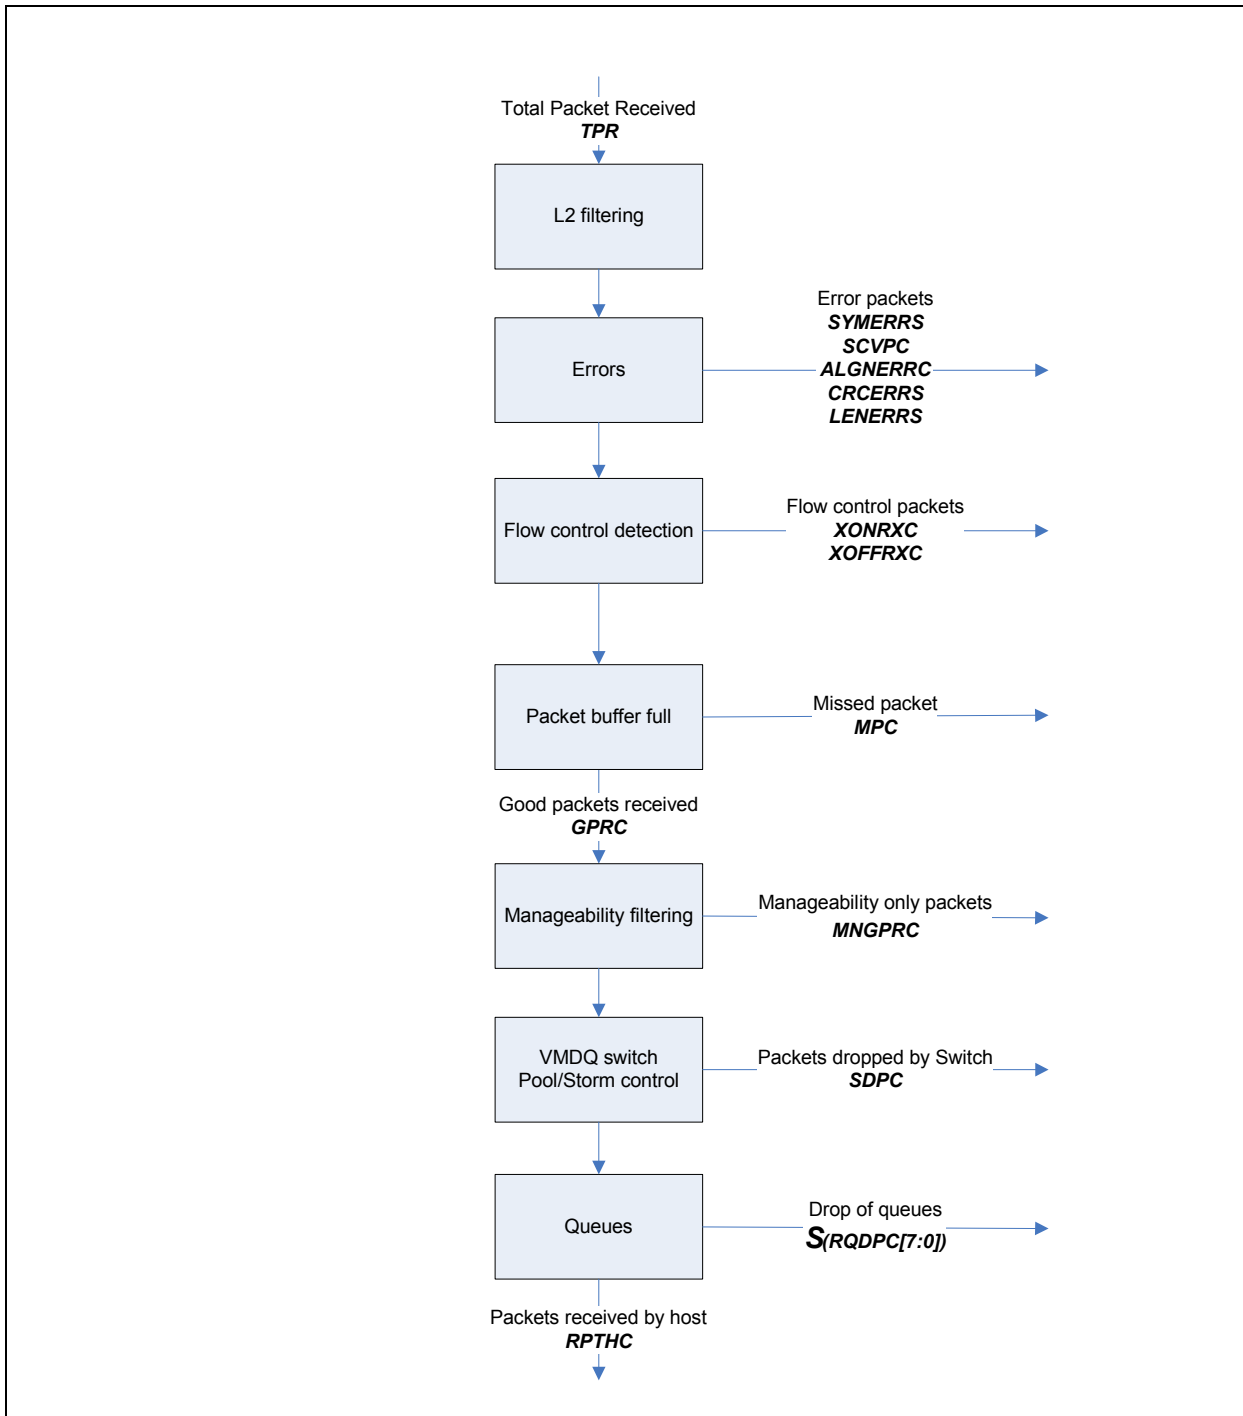 Total Packet Received
TPR
L2 filtering
Error packets
SYMERRS
SCVPC
Errors
ALGNERRC
CRCERRS
LENERRS
Flow control packets
Flow control detection
XONRXC
XOFFRXC
Missed packet
Packet buffer full
MPC
Good packets received
GPRC
Manageability only packets
Manageability filtering
MNGPRC
VMDQ switch
Pool/Storm control
Packets dropped by Switch
SDPC
Drop of queues
Queues
S(RQDPC[7:0])
Packets received by host
RPTHC